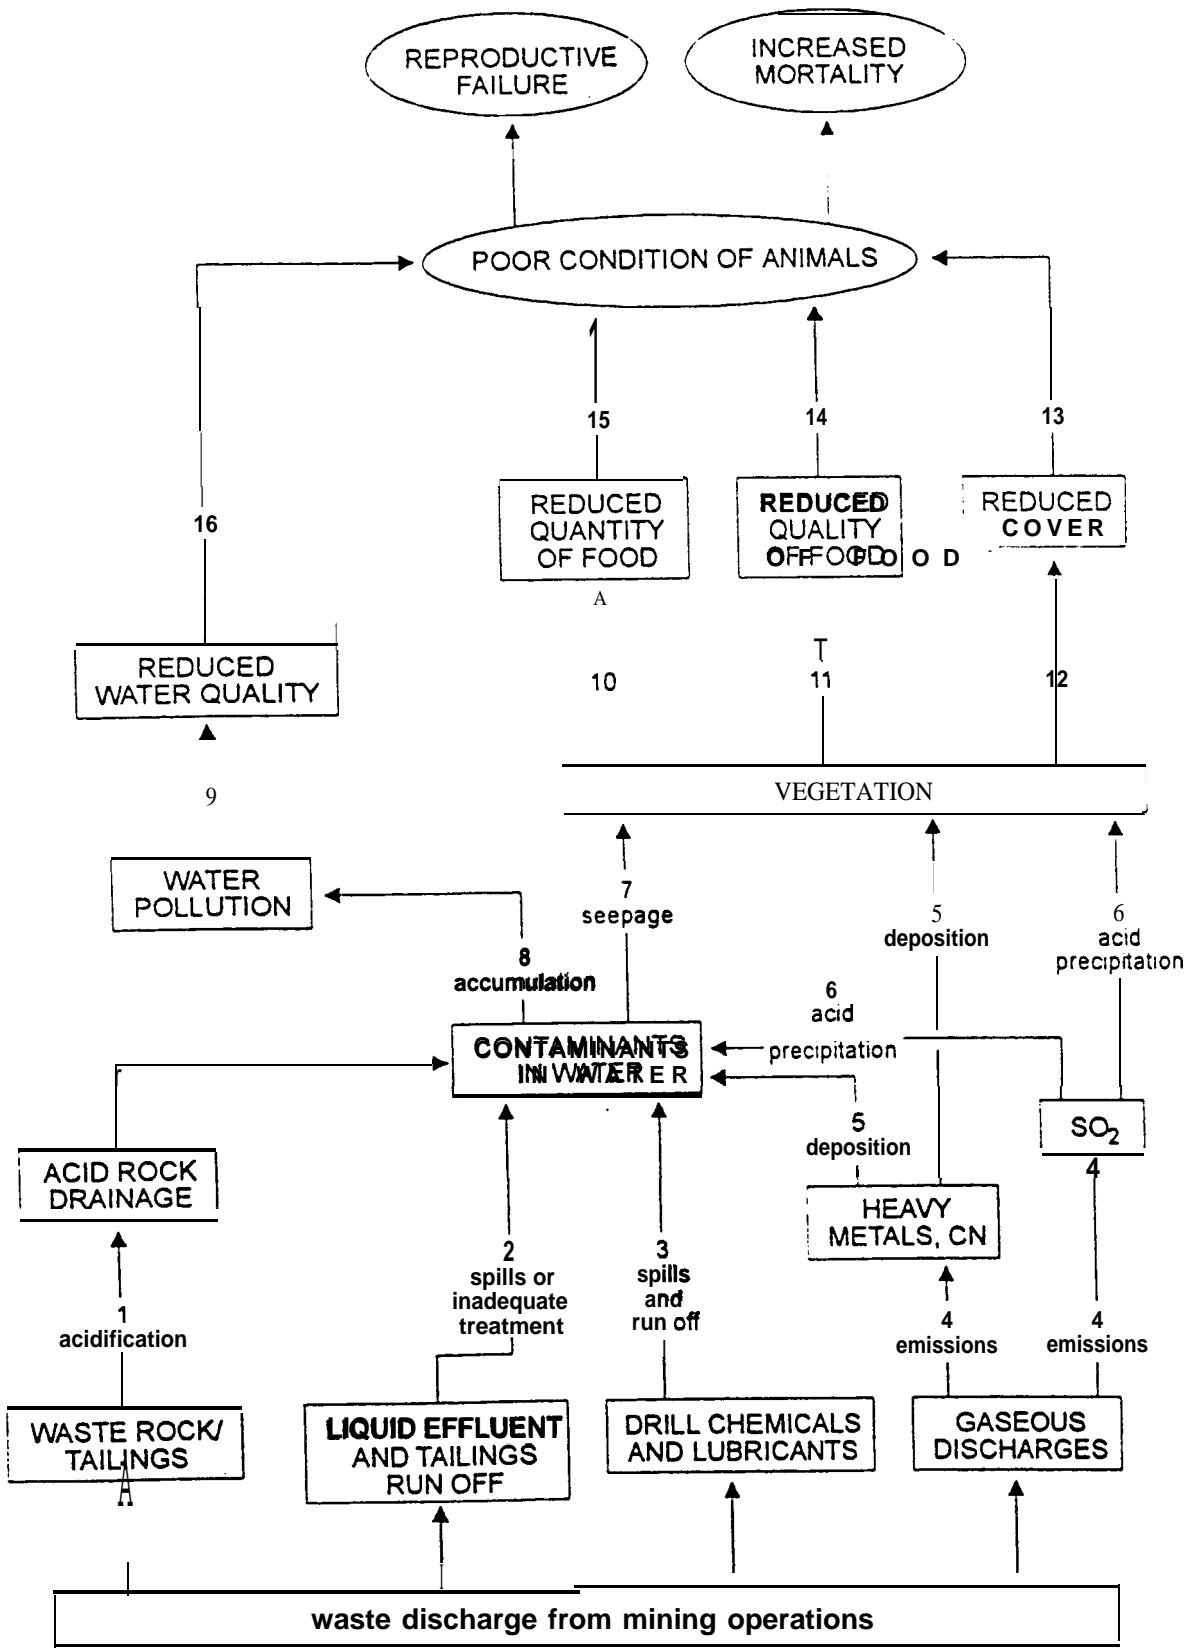 REPRODUCTIVE
FAILURE
INCREASED
MORTALITY
POOR CONDITION OF ANIMALS
15
14
13
16
REDUCED
QUANTITY
OF FOOD
REDUCED
QUALITY
OF FOOD
REDUCED
COVER
A
REDUCED
WATER QUALITY
10
T
11
12
9
VEGETATION
WATER
POLLUTION
7
seepage
5
deposition
6
acid
precipitation
8
accumulation
6
acid
precipitation
CONTAMINANTS
IN WATER
5
deposition
SO2
4
ACID ROCK
DRAINAGE
HEAVY
METALS, CN
1
acidification
2
spills or
inadequate
treatment
3
spills
and
run off
4
emissions
4
emissions
WASTE ROCK/
TAILINGS
LIQUID EFFLUENT
AND TAILINGS
RUN OFF
DRILL CHEMICALS
AND LUBRICANTS
GASEOUS
DISCHARGES
waste discharge from mining operations